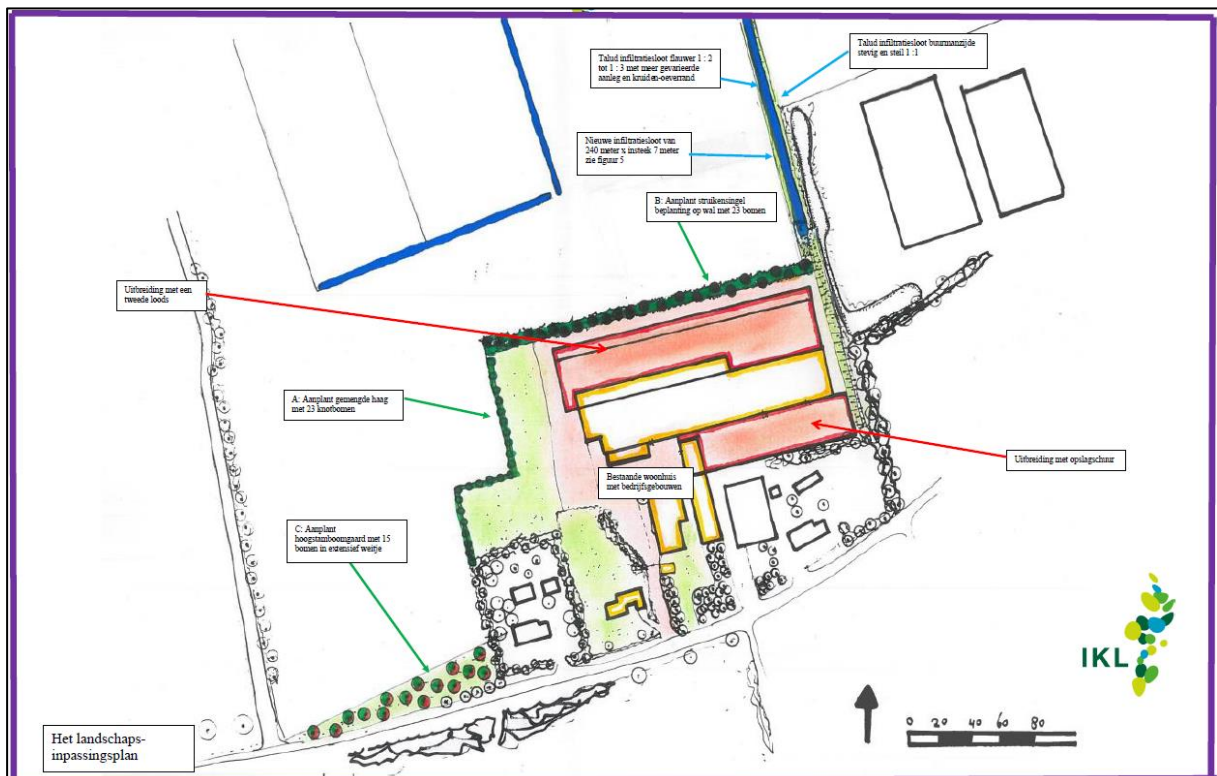 Talud infiltratiesloot flauwer 1 : 2
tot 1 : 3 met meer gevarieerde
aanleg en kruiden-oeverrand
Talud infiltratiesloot buurmanzijde
stevig en steil 1 :1
Nieuwe infiltratiesloot van
240 meter x insteek 7 meter
zie figuur 5
B: Aanplant struikensingel
beplanting op wal met 23 bomen
Uitbreiding met een
tweede loods
A: Aanplant gemengde haag
met 23 knotbomen
Uitbreiding met opslagschuur
Bestaande woonhuis
met bedrijfsgebouwen
C: Aanplant
hoogstamboomgaard met 15
bomen in extensief weitje
IKL
Het landschaps-
inpassingsplan
0 20 40 60 80